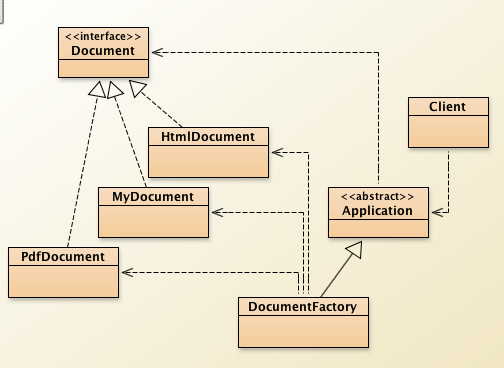 <<interface>>
Document
Client
HtmlDocument
MyDocument
<<abstract>>
Application
PdfDocument
DocumentFactory